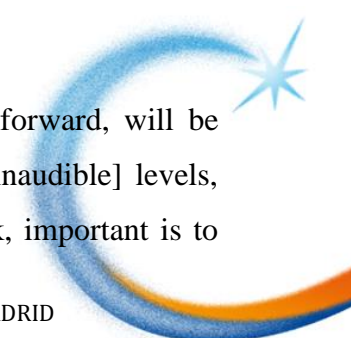 forward, will be
naudible] levels,
, important is to
DRID